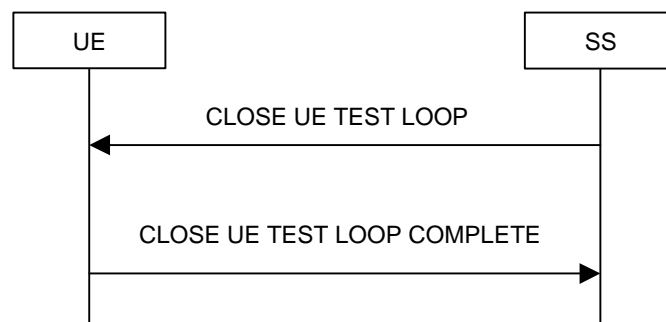 UE
SS
CLOSE UE TEST LOOP
CLOSE UE TEST LOOP COMPLETE